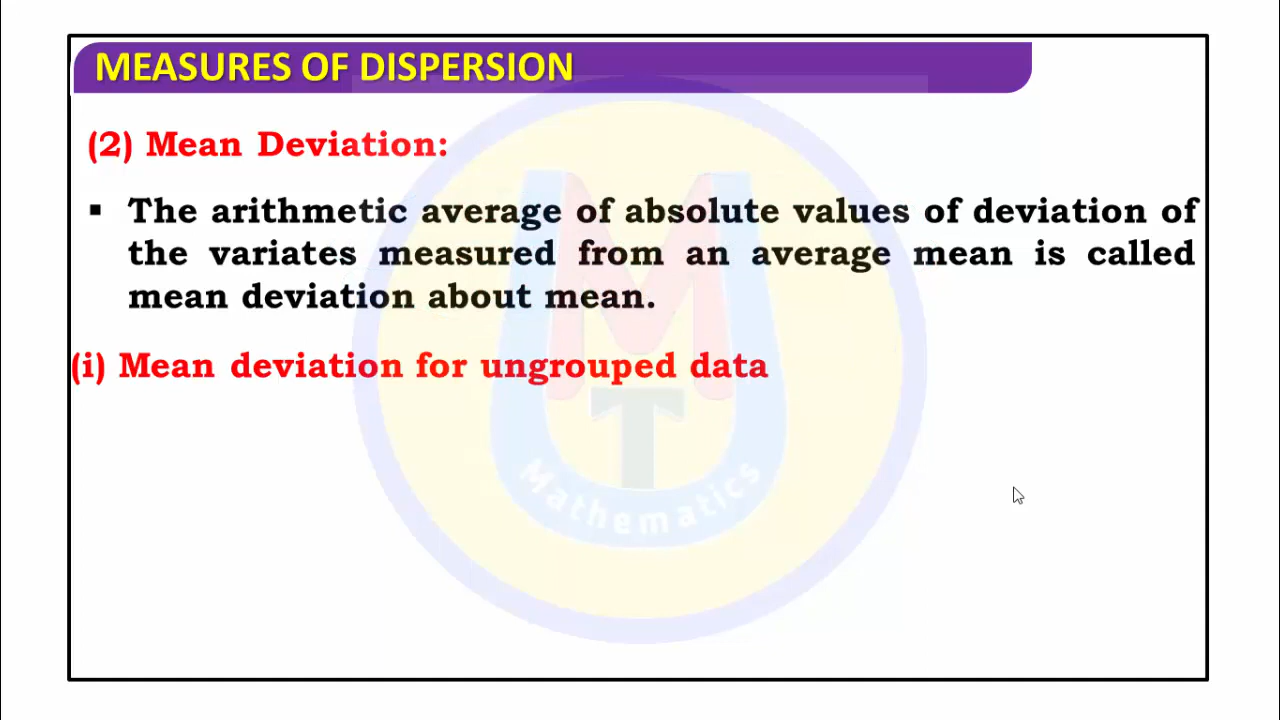 MEASURES OF DISPERSION
(2) Mean Deviation:
▪ The arithmetic average of absolute values of deviation of
the variates measured from an average mean is called
mean deviation about mean.
(i) Mean deviation for ungrouped data
M
T
Mathematics